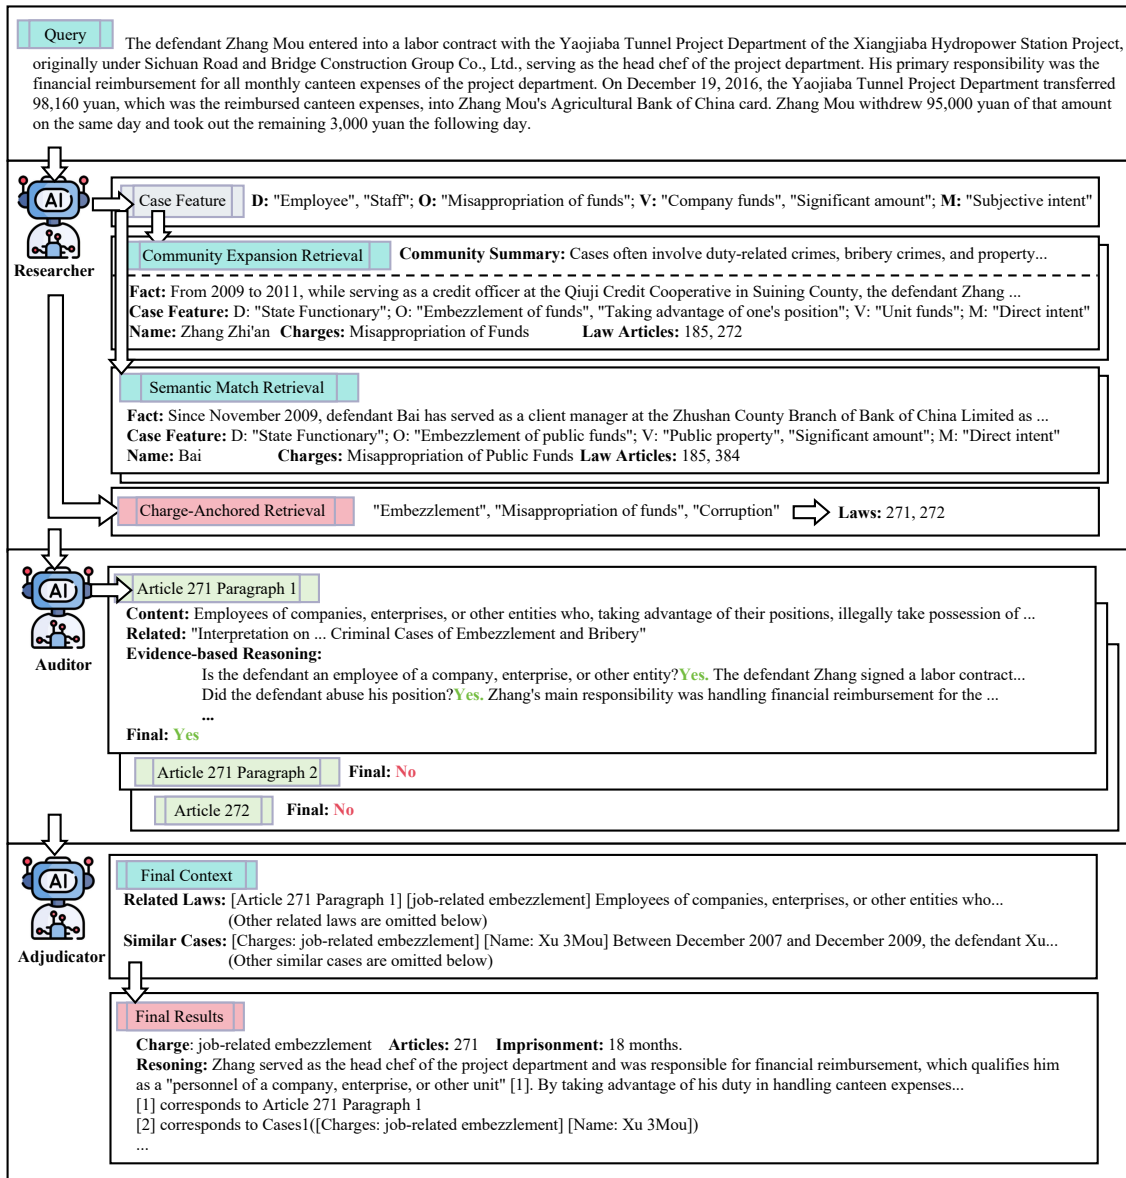 Query
The defendant Zhang Mou entered into a labor contract with the Yaojiaba Tunnel Project Department of the Xiangjiaba Hydropower Station Project,
originally under Sichuan Road and Bridge Construction Group Co., Ltd., serving as the head chef of the project department. His primary responsibility was the
financial reimbursement for all monthly canteen expenses of the project department. On December 19, 2016, the Yaojiaba Tunnel Project Department transferred
98,160 yuan, which was the reimbursed canteen expenses, into Zhang Mou's Agricultural Bank of China card. Zhang Mou withdrew 95,000 yuan of that amount
on the same day and took out the remaining 3,000 yuan the following day.
AI
Researcher
Case Feature
D: "Employee", "Staff"; O: "Misappropriation of funds"; V: "Company funds", "Significant amount"; M: "Subjective intent"
Community Expansion Retrieval
Community Summary: Cases often involve duty-related crimes, bribery crimes, and property...
Fact: From 2009 to 2011, while serving as a credit officer at the Qiuji Credit Cooperative in Suining County, the defendant Zhang ...
Case Feature: D: "State Functionary"; O: "Embezzlement of funds", "Taking advantage of one's position"; V: "Unit funds"; M: "Direct intent"
Name: Zhang Zhi'an Charges: Misappropriation of Funds Law Articles: 185, 272
Semantic Match Retrieval
Fact: Since November 2009, defendant Bai has served as a client manager at the Zhushan County Branch of Bank of China Limited as ...
Case Feature: D: "State Functionary"; O: "Embezzlement of public funds"; V: "Public property", "Significant amount"; M: "Direct intent"
Name: Bai Charges: Misappropriation of Public Funds Law Articles: 185, 384
Charge-Anchored Retrieval
"Embezzlement", "Misappropriation of funds", "Corruption"
Laws: 271, 272
AI
Auditor
Article 271 Paragraph 1
Content: Employees of companies, enterprises, or other entities who, taking advantage of their positions, illegally take possession of ...
Related: "Interpretation on ... Criminal Cases of Embezzlement and Bribery"
Evidence-based Reasoning:
Is the defendant an employee of a company, enterprise, or other entity?Yes. The defendant Zhang signed a labor contract...
Did the defendant abuse his position?Yes. Zhang's main responsibility was handling financial reimbursement for the ...
...
Final: Yes
Article 271 Paragraph 2
Final: No
Article 272
Final: No
AI
Adjudicator
Final Context
Related Laws: [Article 271 Paragraph 1] [job-related embezzlement] Employees of companies, enterprises, or other entities who...
(Other related laws are omitted below)
Similar Cases: [Charges: job-related embezzlement] [Name: Xu 3Mou] Between December 2007 and December 2009, the defendant Xu...
(Other similar cases are omitted below)
Final Results
Charge: job-related embezzlement Articles: 271 Imprisonment: 18 months.
Resoning: Zhang served as the head chef of the project department and was responsible for financial reimbursement, which qualifies him
as a "personnel of a company, enterprise, or other unit" [1]. By taking advantage of his duty in handling canteen expenses...
[1] corresponds to Article 271 Paragraph 1
[2] corresponds to Cases1([Charges: job-related embezzlement] [Name: Xu 3Mou])
...